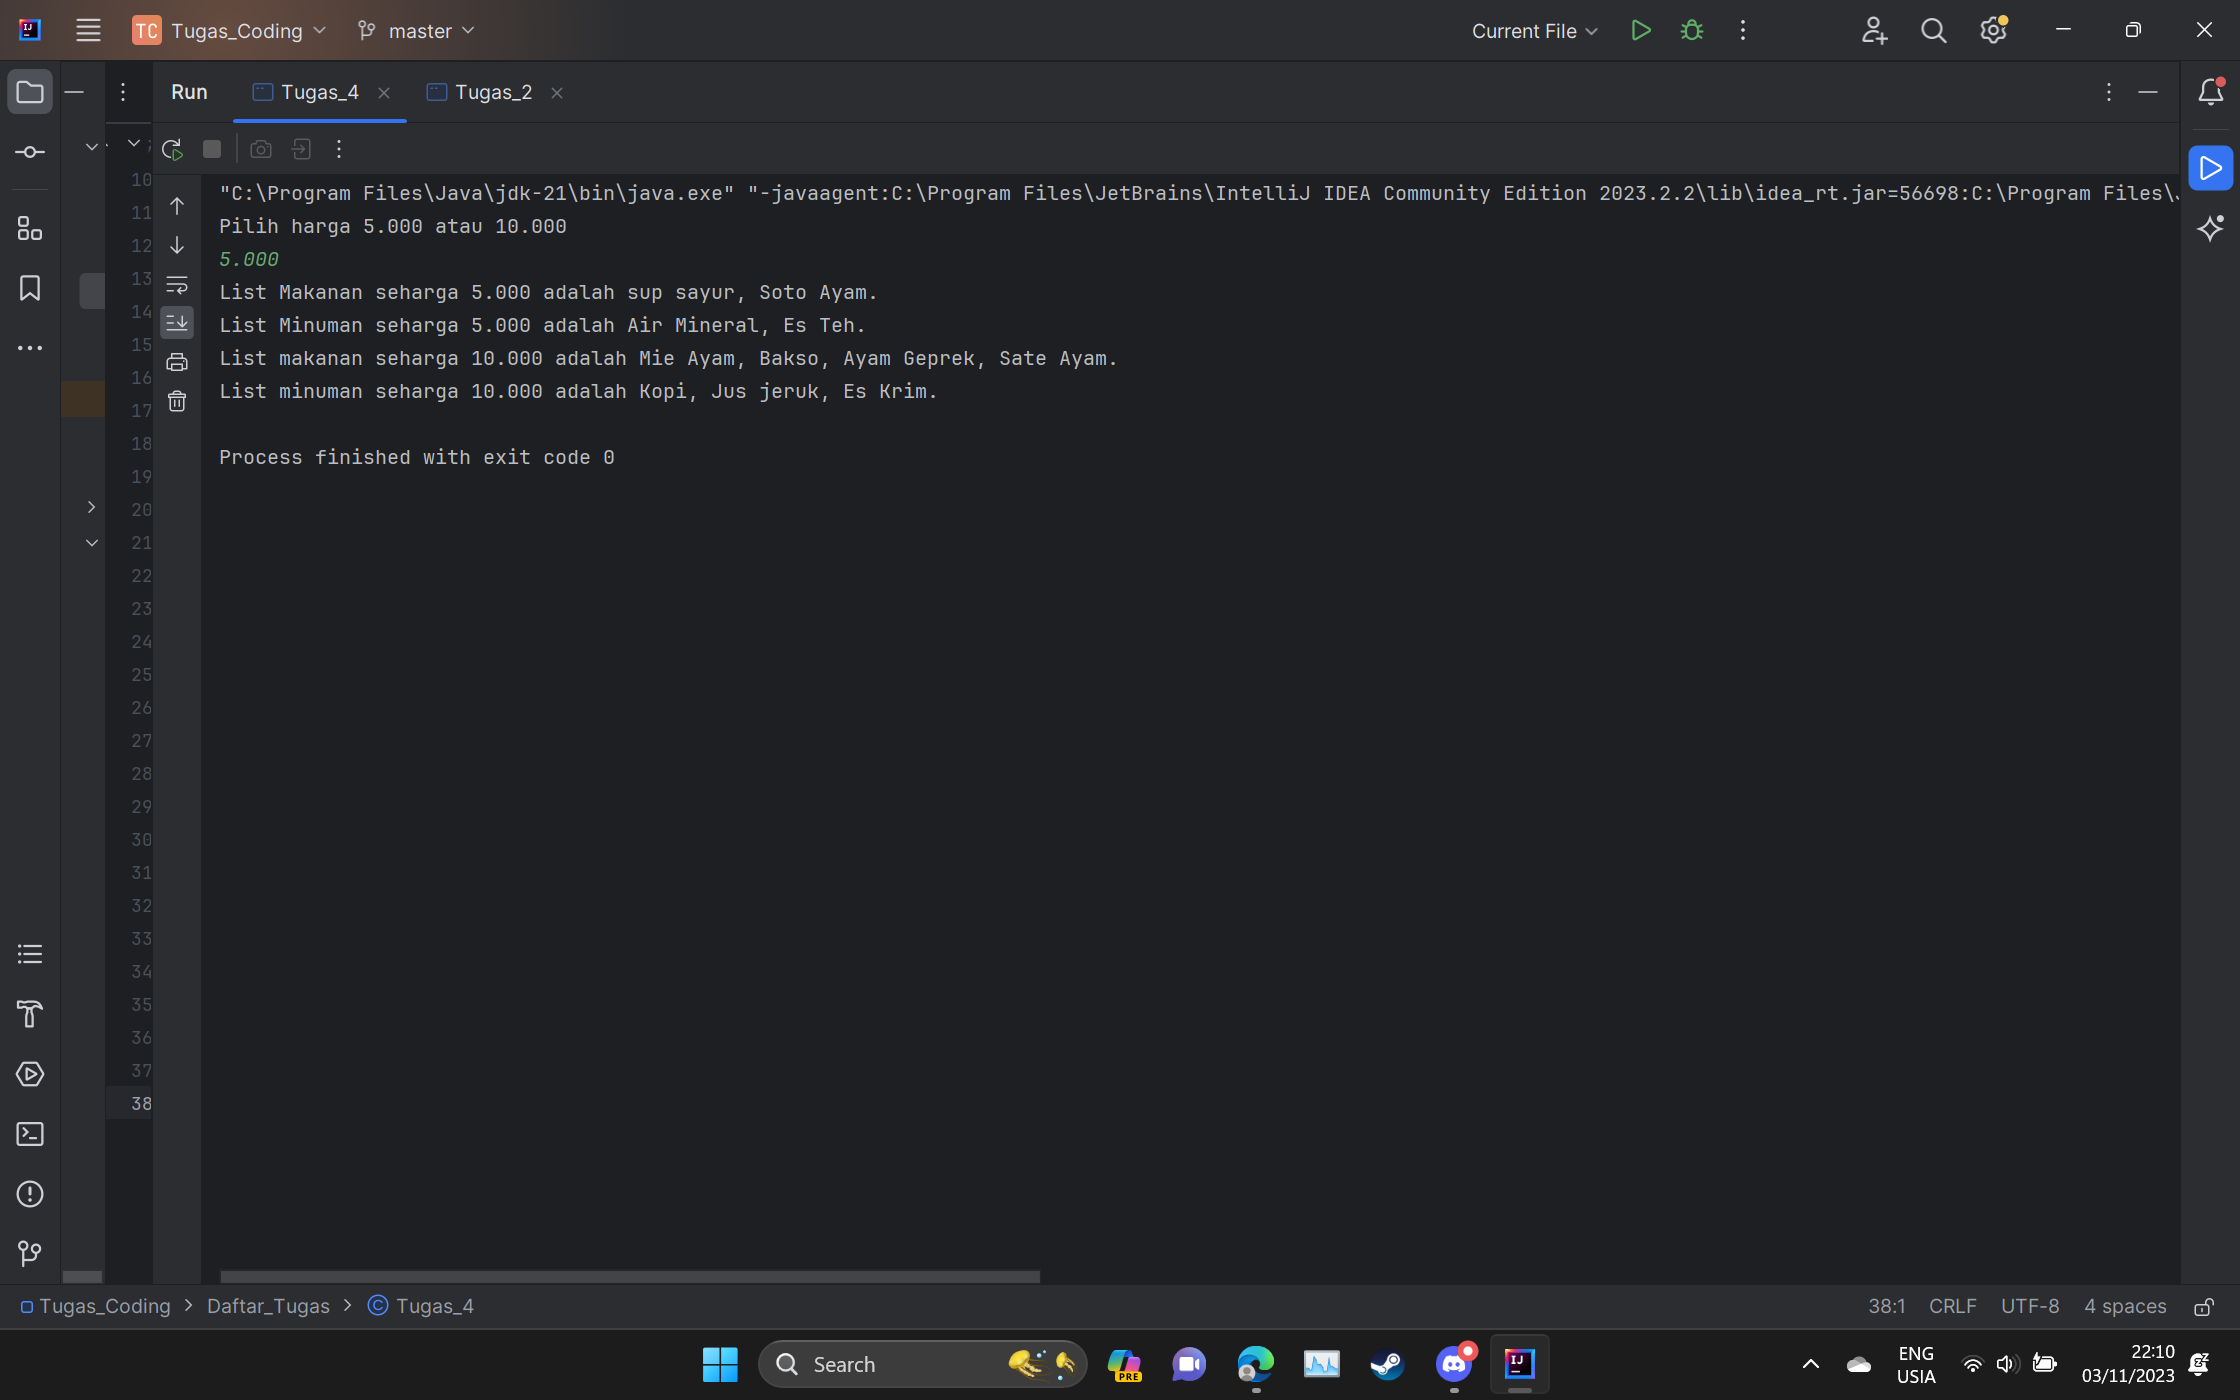 TC Tugas_Coding master Current File
Run Tugas_4 Tugas_2
"C:\Program Files\Java\jdk-21\bin\java.exe" "-javaagent:C:\Program Files\JetBrains\IntelliJ IDEA Community Edition 2023.2.2\lib\idea_rt.jar=56698:C:\Program Files\
Pilih harga 5.000 atau 10.000
5.000
List Makanan seharga 5.000 adalah sup sayur, Soto Ayam.
List Minuman seharga 5.000 adalah Air Mineral, Es Teh.
List makanan seharga 10.000 adalah Mie Ayam, Bakso, Ayam Geprek, Sate Ayam.
List minuman seharga 10.000 adalah Kopi, Jus jeruk, Es Krim.
Process finished with exit code 0
10
11
12
13
14
15
16
17
18
19
20
21
22
23
24
25
26
27
28
29
30
31
32
33
34
35
36
37
38
Tugas_Coding > Daftar_Tugas > Tugas_4 38:1 CRLF UTF-8 4 spaces
Search PRE ENG 22:10
USIA 03/11/2023